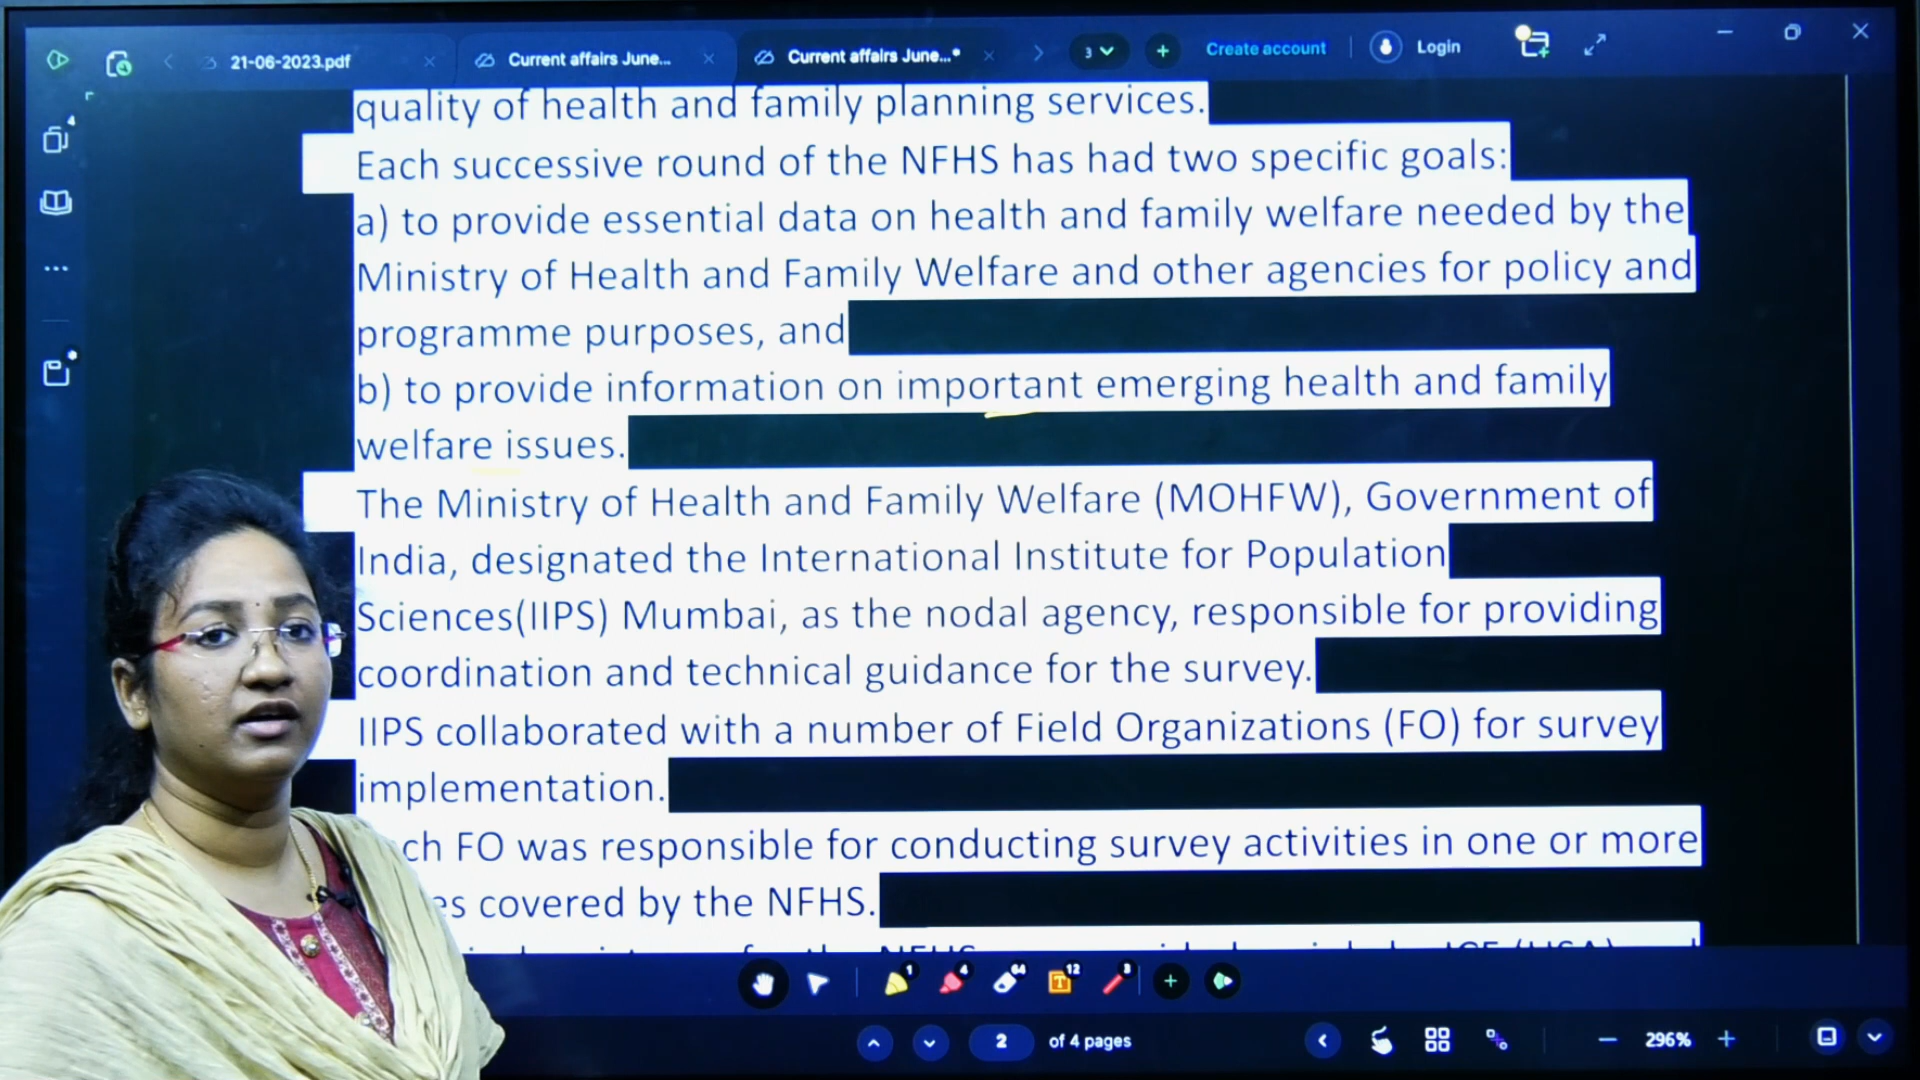 21-06-2023.pdf
Current affairs June...
Current affairs June...*
3
Create account
Login
4
quality of health and family planning services.
Each successive round of the NFHS has had two specific goals:
a) to provide essential data on health and family welfare needed by the
Ministry of Health and Family Welfare and other agencies for policy and
programme purposes, and
b) to provide information on important emerging health and family
welfare issues.
The Ministry of Health and Family Welfare (MOHFW), Government of
India, designated the International Institute for Population
Sciences(IIPS) Mumbai, as the nodal agency, responsible for providing
coordination and technical guidance for the survey.
IIPS collaborated with a number of Field Organizations (FO) for survey
implementation.
ch FO was responsible for conducting survey activities in one or more
es covered by the NFHS.
1 4 64 T 12 3
2 of 4 pages
296%